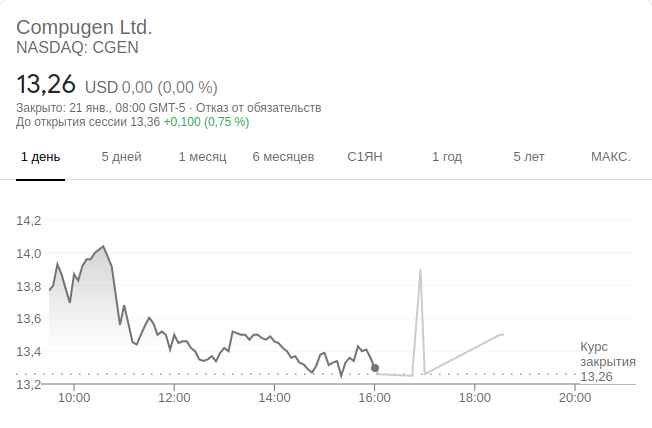 Compugen Ltd.
NASDAQ: CGEN
13,26 USD 0,00 (0,00 %)
Закрыто: 21 янв., 08:00 GMT-5 · Отказ от обязательств
До открытия сессии 13,36 +0,100 (0,75 %)
1 день 5 дней 1 месяц 6 месяцев С1ЯН 1 год 5 лет МАКС.
14,2
14,0
13,8
13,6
13,4
13,2
Курс
закрытия
13,26
10:00 12:00 14:00 16:00 18:00 20:00